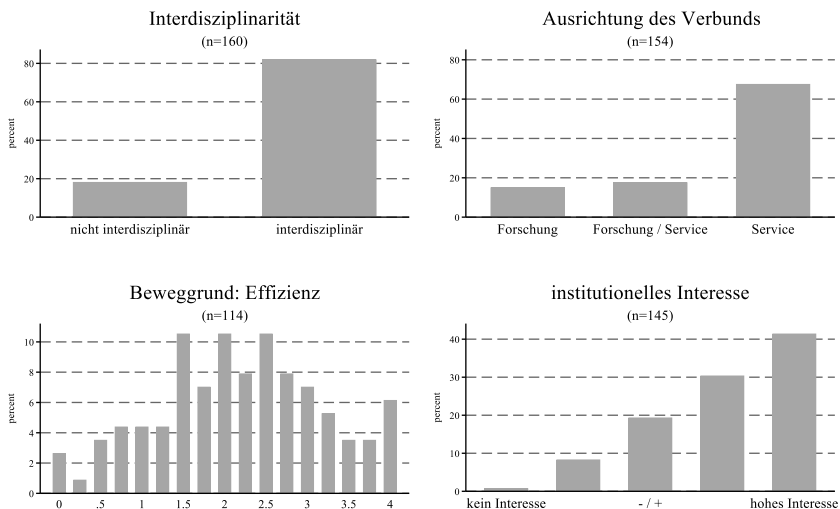 Interdisziplinarität
(n=160)
percent
80
60
40
20
0
nicht interdisziplinär interdisziplinär
Ausrichtung des Verbunds
(n=154)
percent
80
60
40
20
0
Forschung Forschung / Service Service
Beweggrund: Effizienz
(n=114)
percent
10
8
6
4
2
0
0 .5 1 1.5 2 2.5 3 3.5 4
institutionelles Interesse
(n=145)
percent
40
30
20
10
0
kein Interesse - / + hohes Interesse